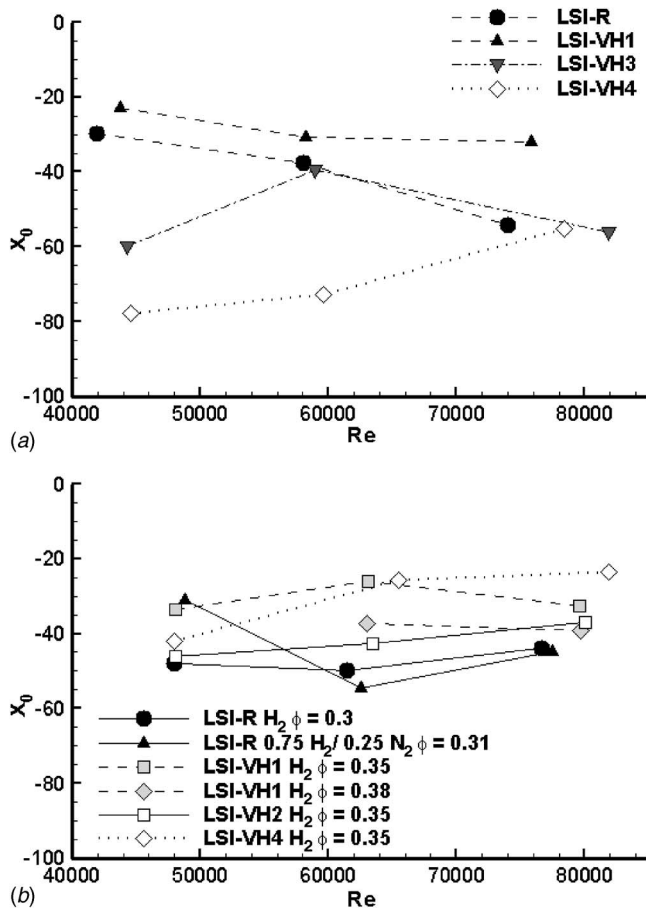 0
-20
-40
-60
-80
-100
X₀
40000 50000 60000 70000 80000
Re
LSI-R
LSI-VH1
LSI-VH3
LSI-VH4
(a)
0
-20
-40
-60
-80
-100
X₀
LSI-R H₂ ϕ = 0.3
LSI-R 0.75 H₂/ 0.25 N₂ ϕ = 0.31
LSI-VH1 H₂ ϕ = 0.35
LSI-VH1 H₂ ϕ = 0.38
LSI-VH2 H₂ ϕ = 0.35
LSI-VH4 H₂ ϕ = 0.35
40000 50000 60000 70000 80000
Re
(b)